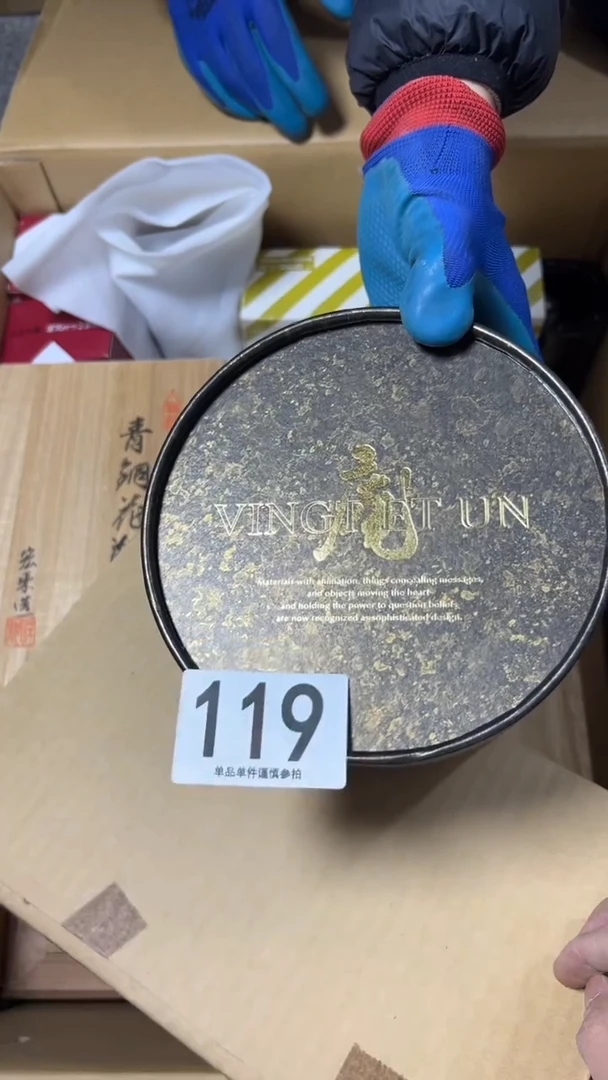 青銅花
VINGT ET UN
Materials with animation, things concealing messages,
and objects moving the heart
and holding the power to question beliefs,
are now recognized as sophisticated design.
119
单品单件谨慎参拍